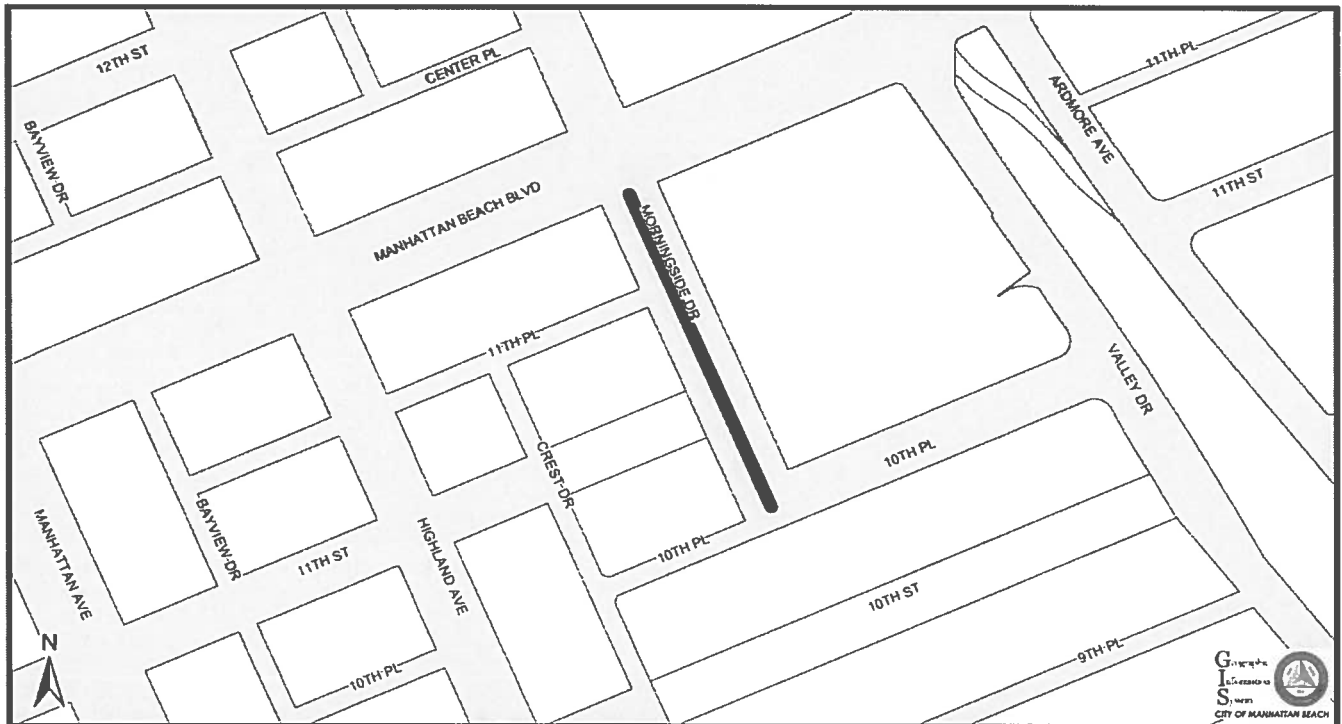 12TH ST
CENTER PL
11TH PL
BAYVIEW DR
ARDMORE AVE
11TH ST
MANHATTAN BEACH BLVD
MORNINGSIDE DR
11TH PL
VALLEY DR
CREST DR
10TH PL
MANHATTAN AVE
BAYVIEW DR
HIGHLAND AVE
11TH ST
10TH PL
10TH ST
N
10TH PL
9TH PL
G
I
S
CITY OF MANHATTAN BEACH